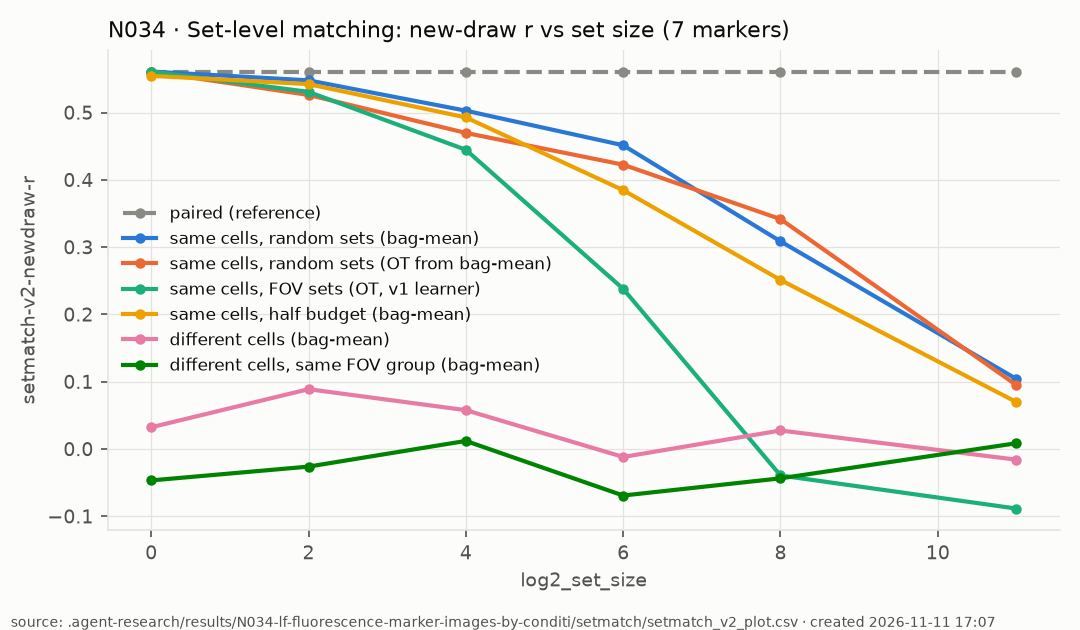 N034 · Set-level matching: new-draw r vs set size (7 markers)
setmatch-v2-newdraw-r
0.5
0.4
0.3
0.2
0.1
0.0
−0.1
paired (reference)
same cells, random sets (bag-mean)
same cells, random sets (OT from bag-mean)
same cells, FOV sets (OT, v1 learner)
same cells, half budget (bag-mean)
different cells (bag-mean)
different cells, same FOV group (bag-mean)
0 2 4 6 8 10
log2_set_size
source: .agent-research/results/N034-lf-fluorescence-marker-images-by-conditi/setmatch/setmatch_v2_plot.csv · created 2026-11-11 17:07